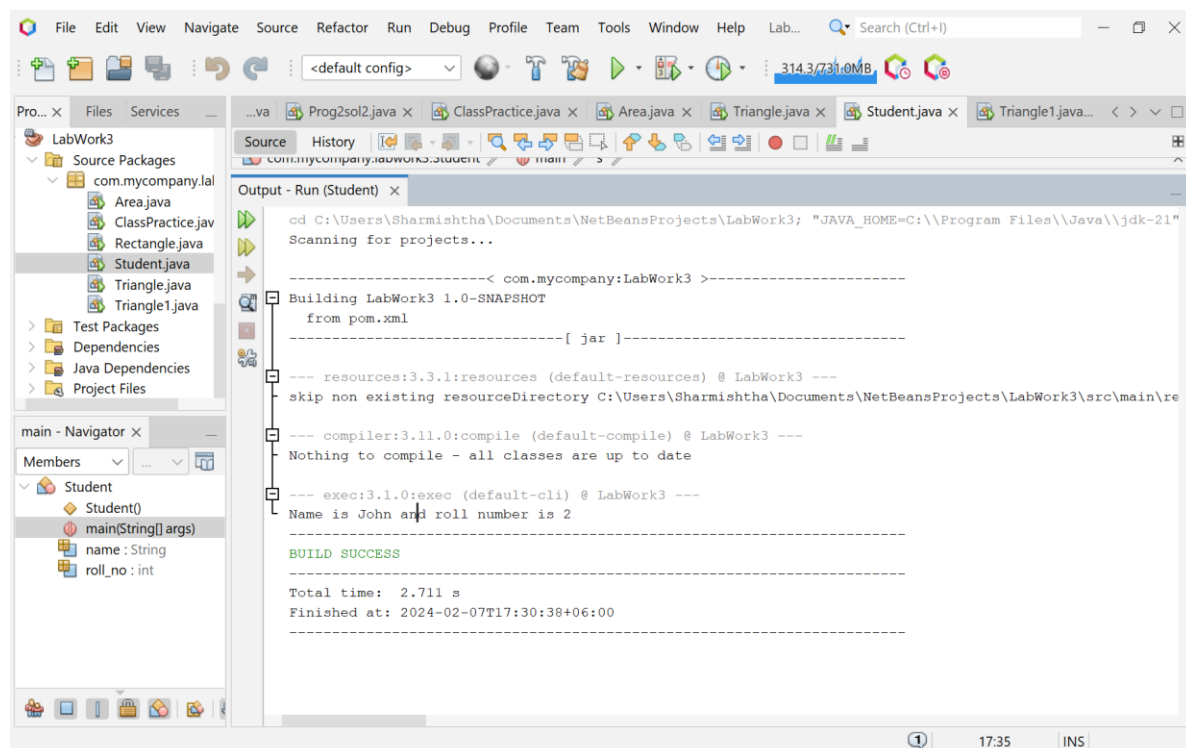 File Edit View Navigate Source Refactor Run Debug Profile Team Tools Window Help Lab... Search (Ctrl+I)
<default config> 314.3/731.0MB
Pro... Files Services ...va Prog2sol2.java ClassPractice.java Area.java Triangle.java Student.java Triangle1.java...
LabWork3
Source Packages
com.mycompany.lal
Area.java
ClassPractice.jav
Rectangle.java
Student.java
Triangle.java
Triangle1.java
Test Packages
Dependencies
Java Dependencies
Project Files
main - Navigator
Members ...
Student
Student()
main(String[] args)
name : String
roll_no : int
Source History
com.mycompany.labwork3.Student main s
Output - Run (Student)
cd C:\Users\Sharmishtha\Documents\NetBeansProjects\LabWork3; "JAVA_HOME=C:\\Program Files\\Java\\jdk-21"
Scanning for projects...
-----------------------< com.mycompany:LabWork3 >-----------------------
Building LabWork3 1.0-SNAPSHOT
from pom.xml
--------------------------------[ jar ]---------------------------------
--- resources:3.3.1:resources (default-resources) @ LabWork3 ---
skip non existing resourceDirectory C:\Users\Sharmishtha\Documents\NetBeansProjects\LabWork3\src\main\re
--- compiler:3.11.0:compile (default-compile) @ LabWork3 ---
Nothing to compile - all classes are up to date
--- exec:3.1.0:exec (default-cli) @ LabWork3 ---
Name is John and roll number is 2
------------------------------------------------------------------------
BUILD SUCCESS
------------------------------------------------------------------------
Total time: 2.711 s
Finished at: 2024-02-07T17:30:38+06:00
------------------------------------------------------------------------
1 17:35 INS